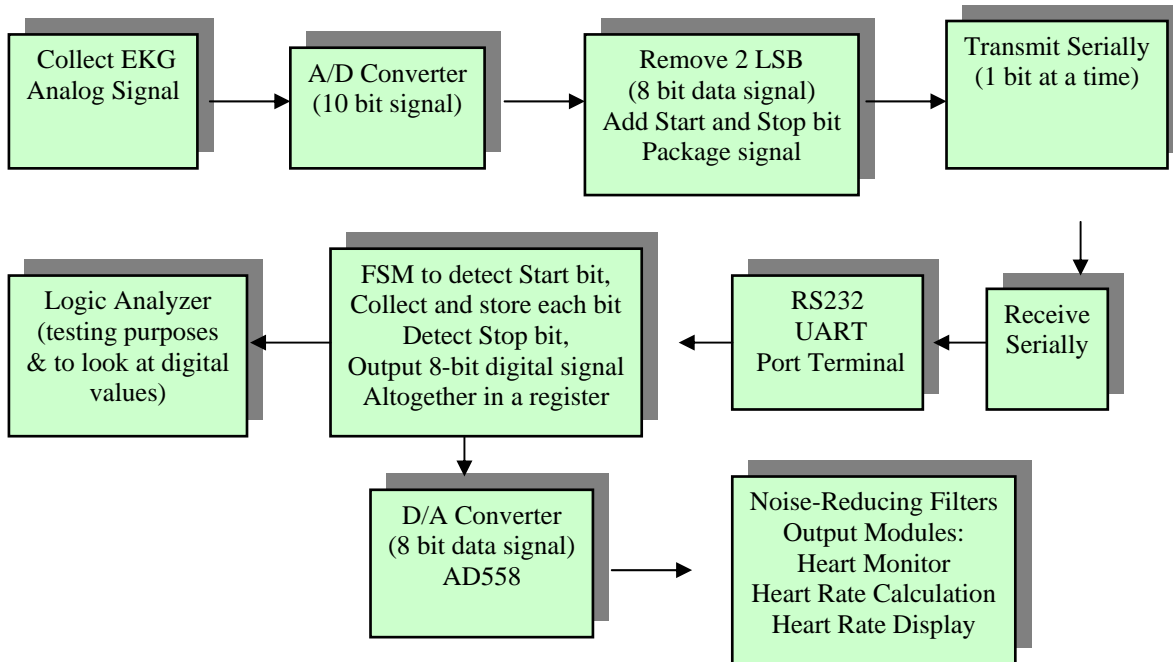 Collect EKG
Analog Signal
A/D Converter
(10 bit signal)
Remove 2 LSB
(8 bit data signal)
Add Start and Stop bit
Package signal
Transmit Serially
(1 bit at a time)
Receive
Serially
RS232
UART
Port Terminal
FSM to detect Start bit,
Collect and store each bit
Detect Stop bit,
Output 8-bit digital signal
Altogether in a register
Logic Analyzer
(testing purposes
& to look at digital
values)
D/A Converter
(8 bit data signal)
AD558
Noise-Reducing Filters
Output Modules:
Heart Monitor
Heart Rate Calculation
Heart Rate Display